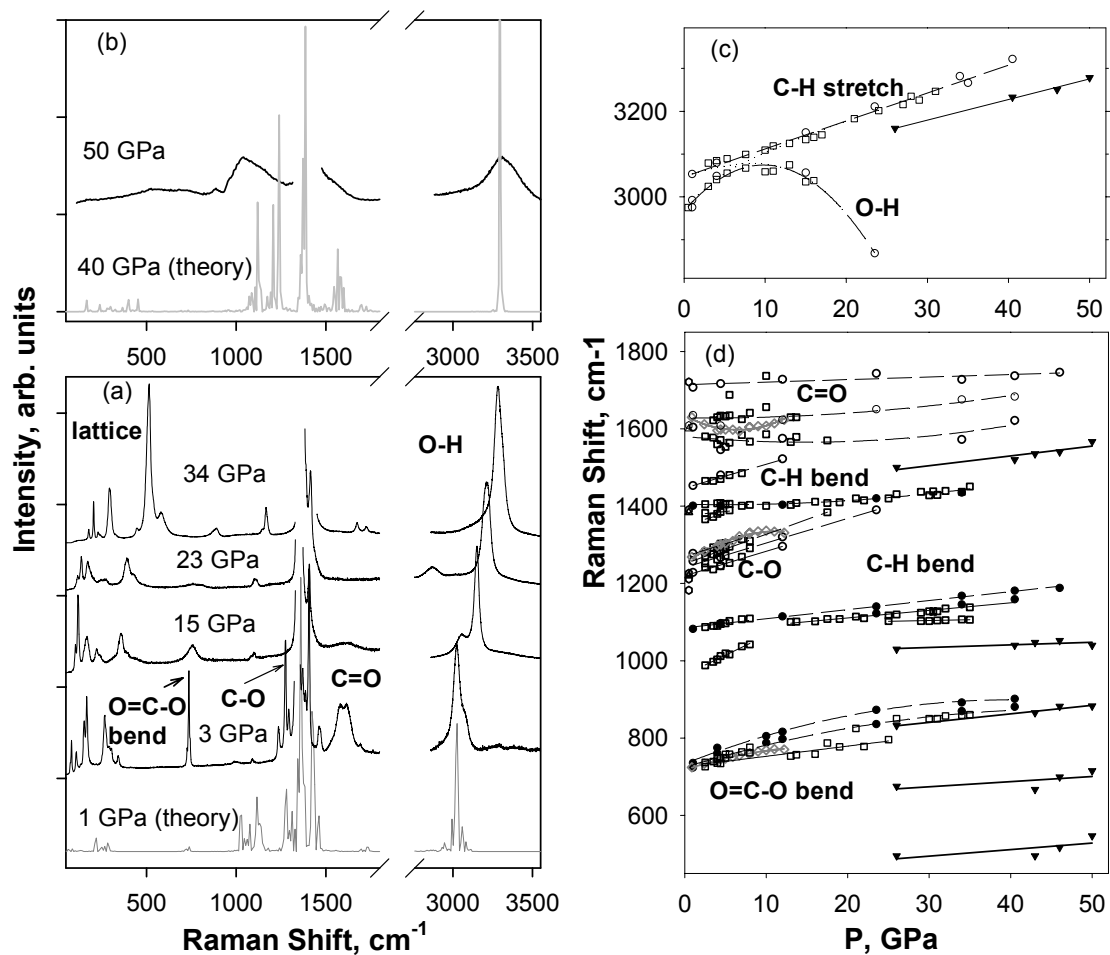 (b)
50 GPa
40 GPa (theory)
500
1000
1500
3000
3500
(a)
lattice
O-H
34 GPa
23 GPa
15 GPa
O=C-O
bend
C-O
C=O
3 GPa
1 GPa (theory)
500
1000
1500
3000
3500
Raman Shift, cm-1
Intensity, arb. units
(c)
C-H stretch
O-H
3200
3000
0
10
20
30
40
50
(d)
C=O
C-H bend
C-O
C-H bend
O=C-O bend
1800
1600
1400
1200
1000
800
600
0
10
20
30
40
50
Raman Shift, cm-1
P, GPa